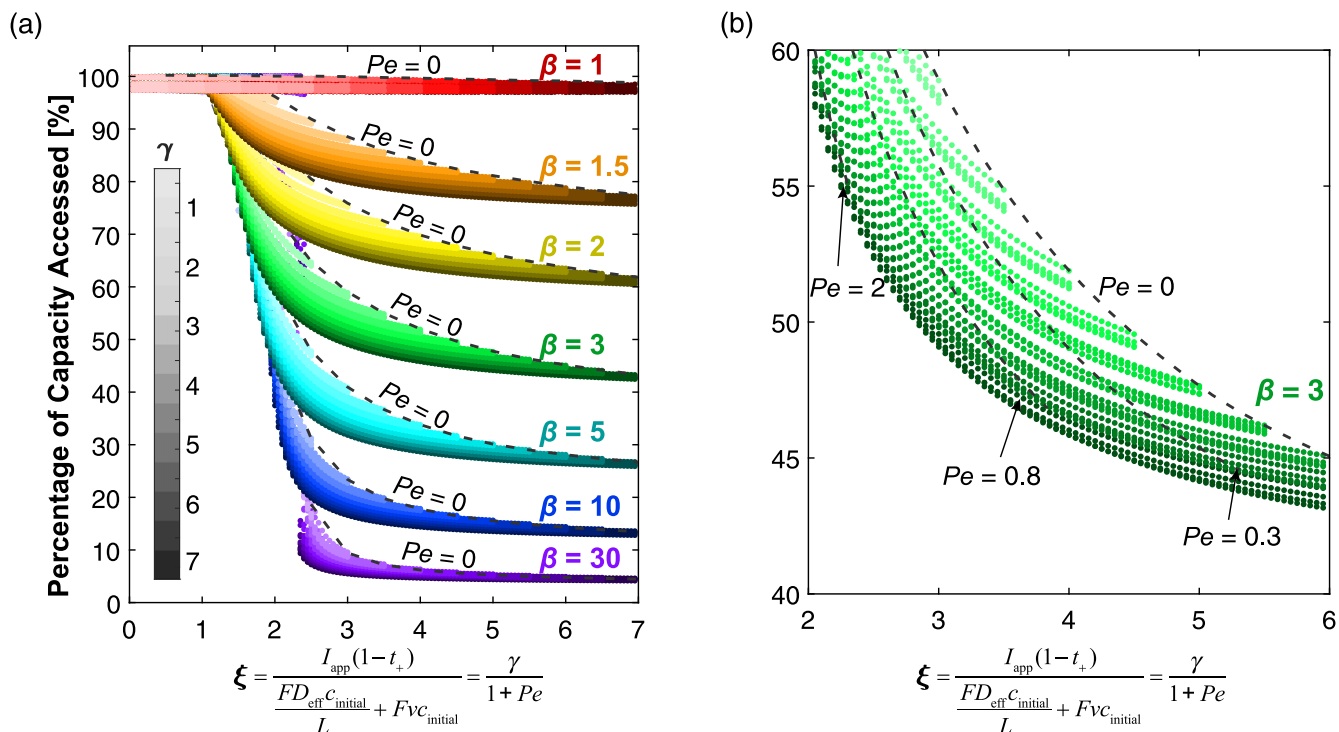 (a)
Percentage of Capacity Accessed [%]
100
90
80
70
60
50
40
30
20
10
0
γ
1
2
3
4
5
6
7
Pe = 0
β = 1
Pe = 0
β = 1.5
Pe = 0
β = 2
Pe = 0
β = 3
Pe = 0
β = 5
Pe = 0
β = 10
Pe = 0
β = 30
0 1 2 3 4 5 6 7
ξ = I_app(1−t_+) / (FD_eff c_initial / L + Fvc_initial) = γ / (1 + Pe)
(b)
60
55
50
45
40
Pe = 2
Pe = 0
β = 3
Pe = 0.8
Pe = 0.3
2 3 4 5 6
ξ = I_app(1−t_+) / (FD_eff c_initial / L + Fvc_initial) = γ / (1 + Pe)